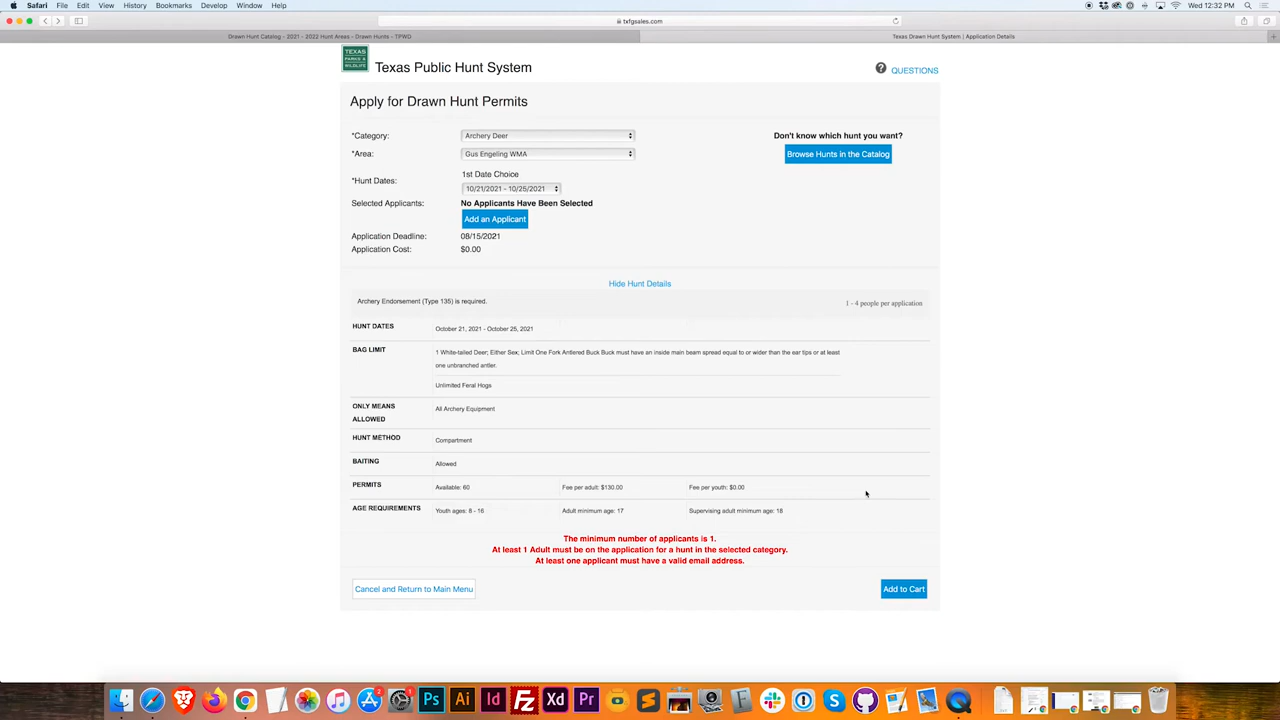 Safari File Edit View History Bookmarks Develop Window Help
Wed 12:32 PM
txfgsales.com
Drawn Hunt Catalog - 2021 - 2022 Hunt Areas - Drawn Hunts - TPWD
Texas Drawn Hunt System | Application Details
TEXAS
PARKS &
WILDLIFE
Texas Public Hunt System
? QUESTIONS
Apply for Drawn Hunt Permits
*Category: Archery Deer
Don't know which hunt you want?
*Area: Gus Engeling WMA
Browse Hunts in the Catalog
1st Date Choice
*Hunt Dates: 10/21/2021 - 10/25/2021
Selected Applicants: No Applicants Have Been Selected
Add an Applicant
Application Deadline: 08/15/2021
Application Cost: $0.00
Hide Hunt Details
Archery Endorsement (Type 135) is required.
1 - 4 people per application
HUNT DATES October 21, 2021 - October 25, 2021
BAG LIMIT 1 White-tailed Deer; Either Sex; Limit One Fork Antlered Buck Buck must have an inside main beam spread equal to or wider than the ear tips or at least
one unbranched antler.
Unlimited Feral Hogs
ONLY MEANS
ALLOWED
All Archery Equipment
HUNT METHOD Compartment
BAITING Allowed
PERMITS Available: 60 Fee per adult: $130.00 Fee per youth: $0.00
AGE REQUIREMENTS Youth ages: 8 - 16 Adult minimum age: 17 Supervising adult minimum age: 18
The minimum number of applicants is 1.
At least 1 Adult must be on the application for a hunt in the selected category.
At least one applicant must have a valid email address.
Cancel and Return to Main Menu
Add to Cart
2 1 Ps Ai Id Fz Xd Pr S